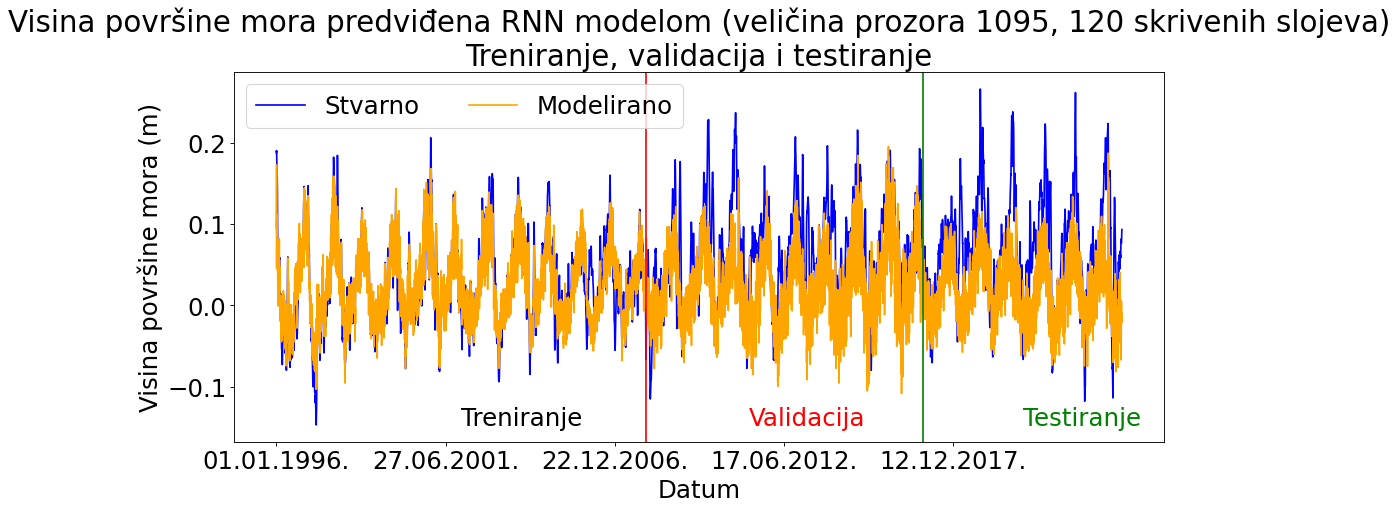 Visina površine mora predviđena RNN modelom (veličina prozora 1095, 120 skrivenih slojeva)
Treniranje, validacija i testiranje
Stvarno
Modelirano
Visina površine mora (m)
0.2
0.1
0.0
−0.1
Treniranje
Validacija
Testiranje
01.01.1996.
27.06.2001.
22.12.2006.
17.06.2012.
12.12.2017.
Datum